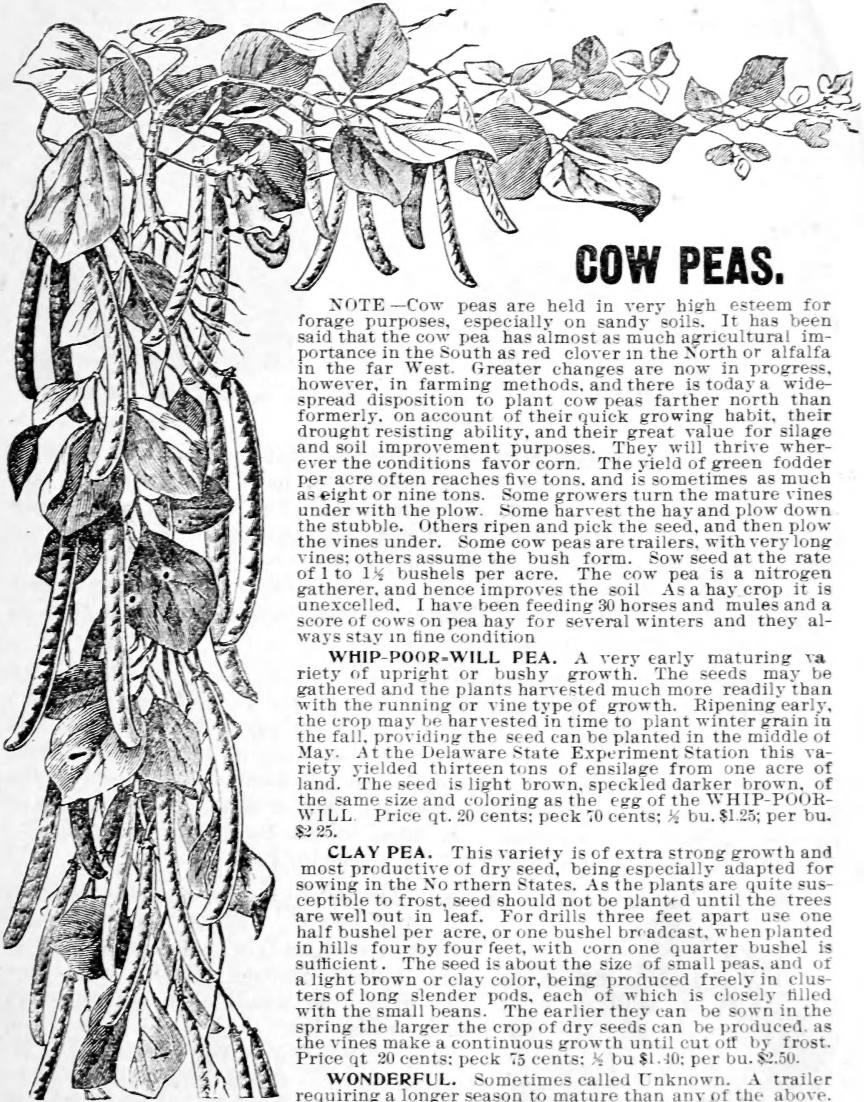 COW PEAS.
NOTE—Cow peas are held in very high esteem for
forage purposes, especially on sandy soils. It has been
said that the cow pea has almost as much agricultural im-
portance in the South as red clover in the North or alfalfa
in the far West. Greater changes are now in progress,
however, in farming methods, and there is today a wide-
spread disposition to plant cow peas farther north than
formerly, on account of their quick growing habit, their
drought resisting ability, and their great value for silage
and soil improvement purposes. They will thrive wher-
ever the conditions favor corn. The yield of green fodder
per acre often reaches five tons, and is sometimes as much
as eight or nine tons. Some growers turn the mature vines
under with the plow. Some harvest the hay and plow down
the stubble. Others ripen and pick the seed, and then plow
the vines under. Some cow peas are trailers, with very long
vines; others assume the bush form. Sow seed at the rate
of 1 to 1½ bushels per acre. The cow pea is a nitrogen
gatherer, and hence improves the soil As a hay crop it is
unexcelled. I have been feeding 30 horses and mules and a
score of cows on pea hay for several winters and they al-
ways stay in fine condition
WHIP-POOR-WILL PEA. A very early maturing va
riety of upright or bushy growth. The seeds may be
gathered and the plants harvested much more readily than
with the running or vine type of growth. Ripening early,
the crop may be harvested in time to plant winter grain in
the fall, providing the seed can be planted in the middle of
May. At the Delaware State Experiment Station this va-
riety yielded thirteen tons of ensilage from one acre of
land. The seed is light brown, speckled darker brown, of
the same size and coloring as the egg of the WHIP-POOR-
WILL. Price qt. 20 cents; peck 70 cents; ½ bu. $1.25; per bu.
$2 25.
CLAY PEA. This variety is of extra strong growth and
most productive of dry seed, being especially adapted for
sowing in the No rthern States. As the plants are quite sus-
ceptible to frost, seed should not be planted until the trees
are well out in leaf. For drills three feet apart use one
half bushel per acre, or one bushel broadcast, when planted
in hills four by four feet, with corn one quarter bushel is
sufficient. The seed is about the size of small peas, and of
a light brown or clay color, being produced freely in clus-
ters of long slender pods, each of which is closely filled
with the small beans. The earlier they can be sown in the
spring the larger the crop of dry seeds can be produced, as
the vines make a continuous growth until cut off by frost.
Price qt 20 cents; peck 75 cents; ½ bu $1.40; per bu. $2.50.
WONDERFUL. Sometimes called Unknown. A trailer
requiring a longer season to mature than any of the above.